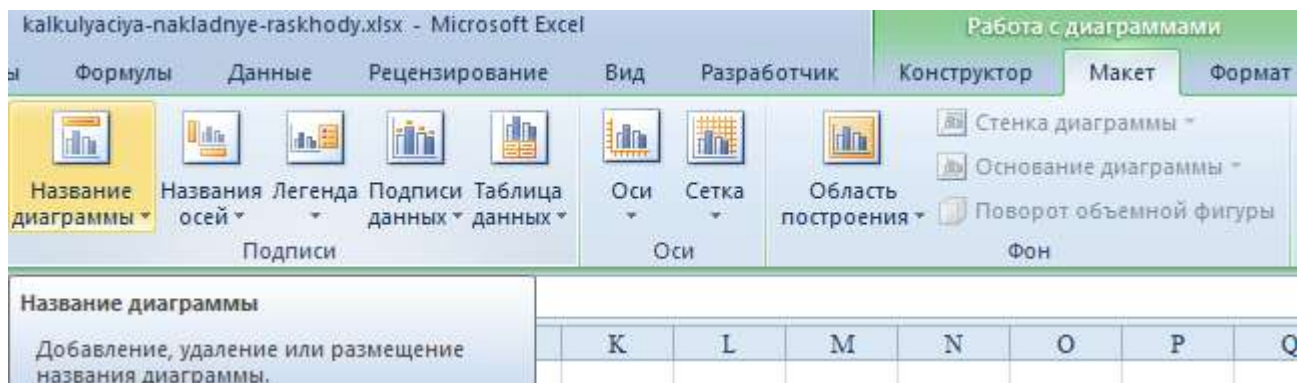 kalkulyaciya-nakladnye-raskhody.xlsx - Microsoft Excel
Работа с диаграммами
ы Формулы Данные Рецензирование Вид Разработчик Конструктор Макет Формат
Название диаграммы
Названия осей
Легенда
Подписи данных
Таблица данных
Оси
Сетка
Область построения
Стенка диаграммы
Основание диаграммы
Поворот объемной фигуры
Подписи Оси Фон
Название диаграммы
Добавление, удаление или размещение
названия диаграммы.
K L M N O P Q